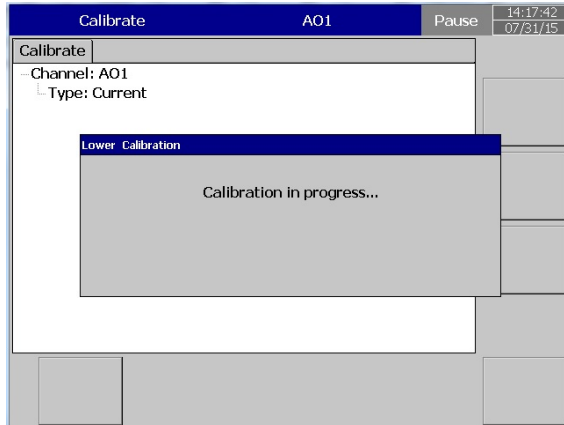 Calibrate AO1 Pause 14:17:42
07/31/15
Calibrate
Channel: AO1
Type: Current
Lower Calibration
Calibration in progress...